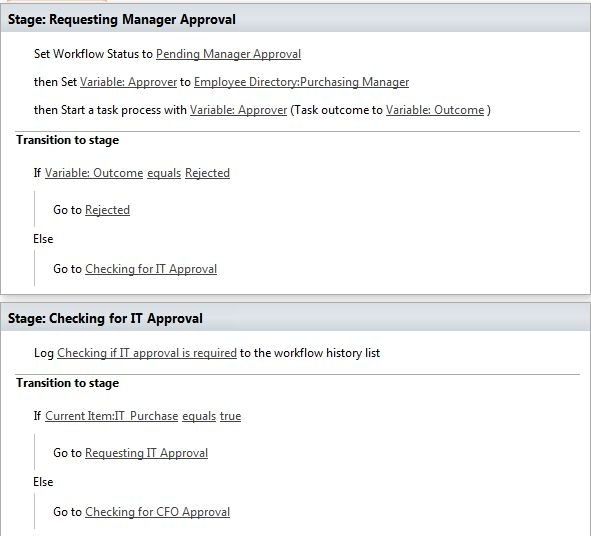 Stage: Requesting Manager Approval
Set Workflow Status to Pending Manager Approval
then Set Variable: Approver to Employee Directory:Purchasing Manager
then Start a task process with Variable: Approver (Task outcome to Variable: Outcome )
Transition to stage
If Variable: Outcome equals Rejected
Go to Rejected
Else
Go to Checking for IT Approval
Stage: Checking for IT Approval
Log Checking if IT approval is required to the workflow history list
Transition to stage
If Current Item:IT Purchase equals true
Go to Requesting IT Approval
Else
Go to Checking for CFO Approval